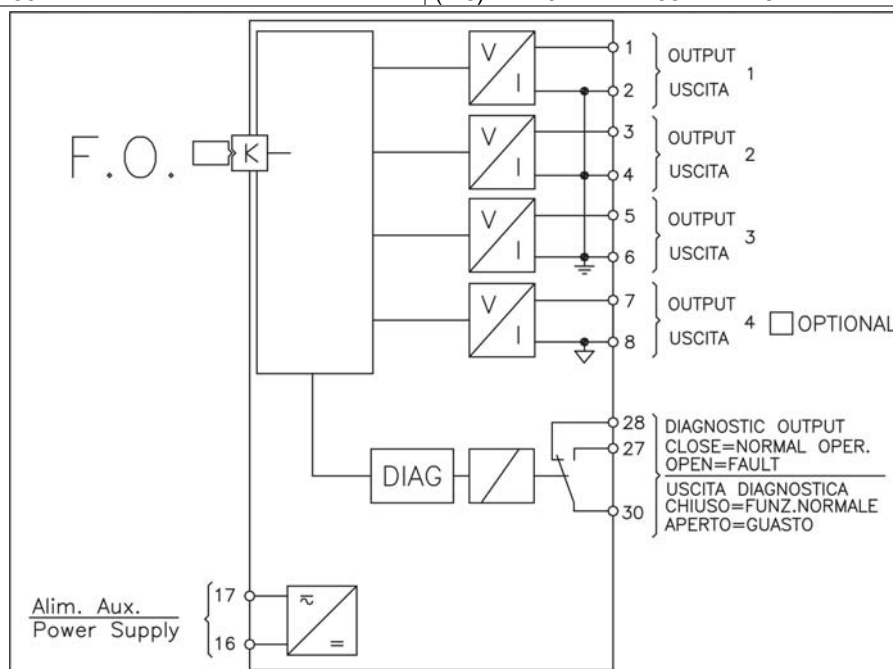 F.O.
K
V
I
1
2
OUTPUT
USCITA
1
V
I
3
4
OUTPUT
USCITA
2
V
I
5
6
OUTPUT
USCITA
3
V
I
7
8
OUTPUT
USCITA
4
OPTIONAL
DIAG
28
27
30
DIAGNOSTIC OUTPUT
CLOSE=NORMAL OPER.
OPEN=FAULT
USCITA DIAGNOSTICA
CHIUSO=FUNZ.NORMALE
APERTO=GUASTO
Alim. Aux.
Power Supply
17
16